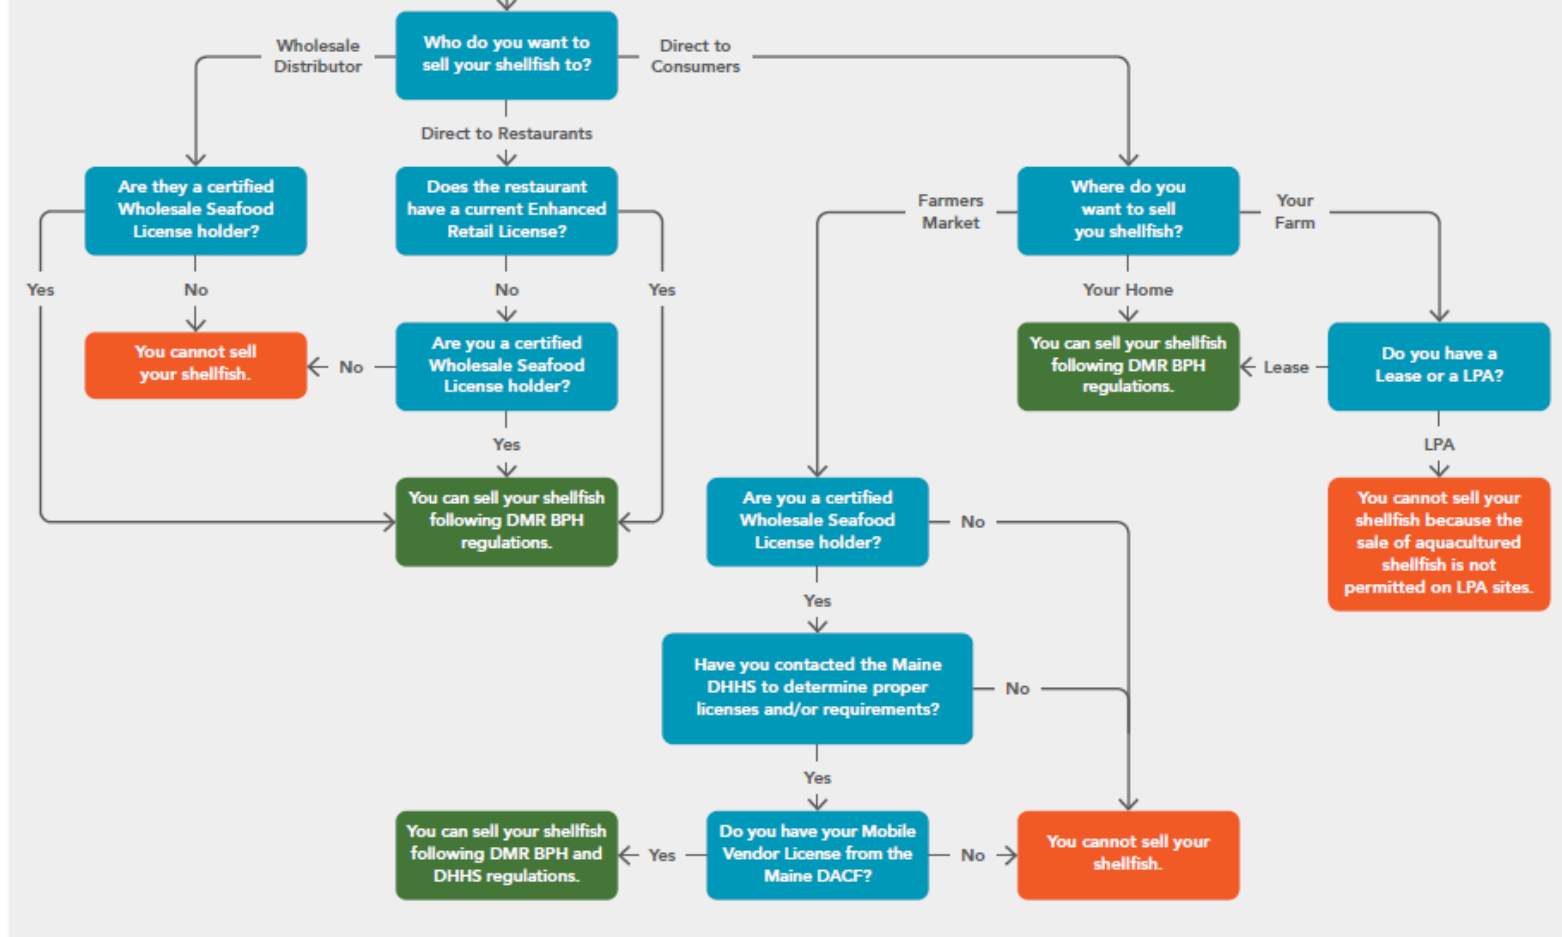 Wholesale
Distributor
Who do you want to
sell your shellfish to?
Direct to
Consumers
Direct to Restaurants
Are they a certified
Wholesale Seafood
License holder?
Does the restaurant
have a current Enhanced
Retail License?
Farmers
Market
Where do you
want to sell
you shellfish?
Your
Farm
Yes
No
No
Yes
Your Home
You cannot sell
your shellfish.
No
Are you a certified
Wholesale Seafood
License holder?
You can sell your shellfish
following DMR BPH
regulations.
Lease
Do you have a
Lease or a LPA?
Yes
LPA
You can sell your shellfish
following DMR BPH
regulations.
Are you a certified
Wholesale Seafood
License holder?
No
You cannot sell your
shellfish because the
sale of aquacultured
shellfish is not
permitted on LPA sites.
Yes
Have you contacted the Maine
DHHS to determine proper
licenses and/or requirements?
No
Yes
You can sell your shellfish
following DMR BPH and
DHHS regulations.
Yes
Do you have your Mobile
Vendor License from the
Maine DACF?
No
You cannot sell your
shellfish.